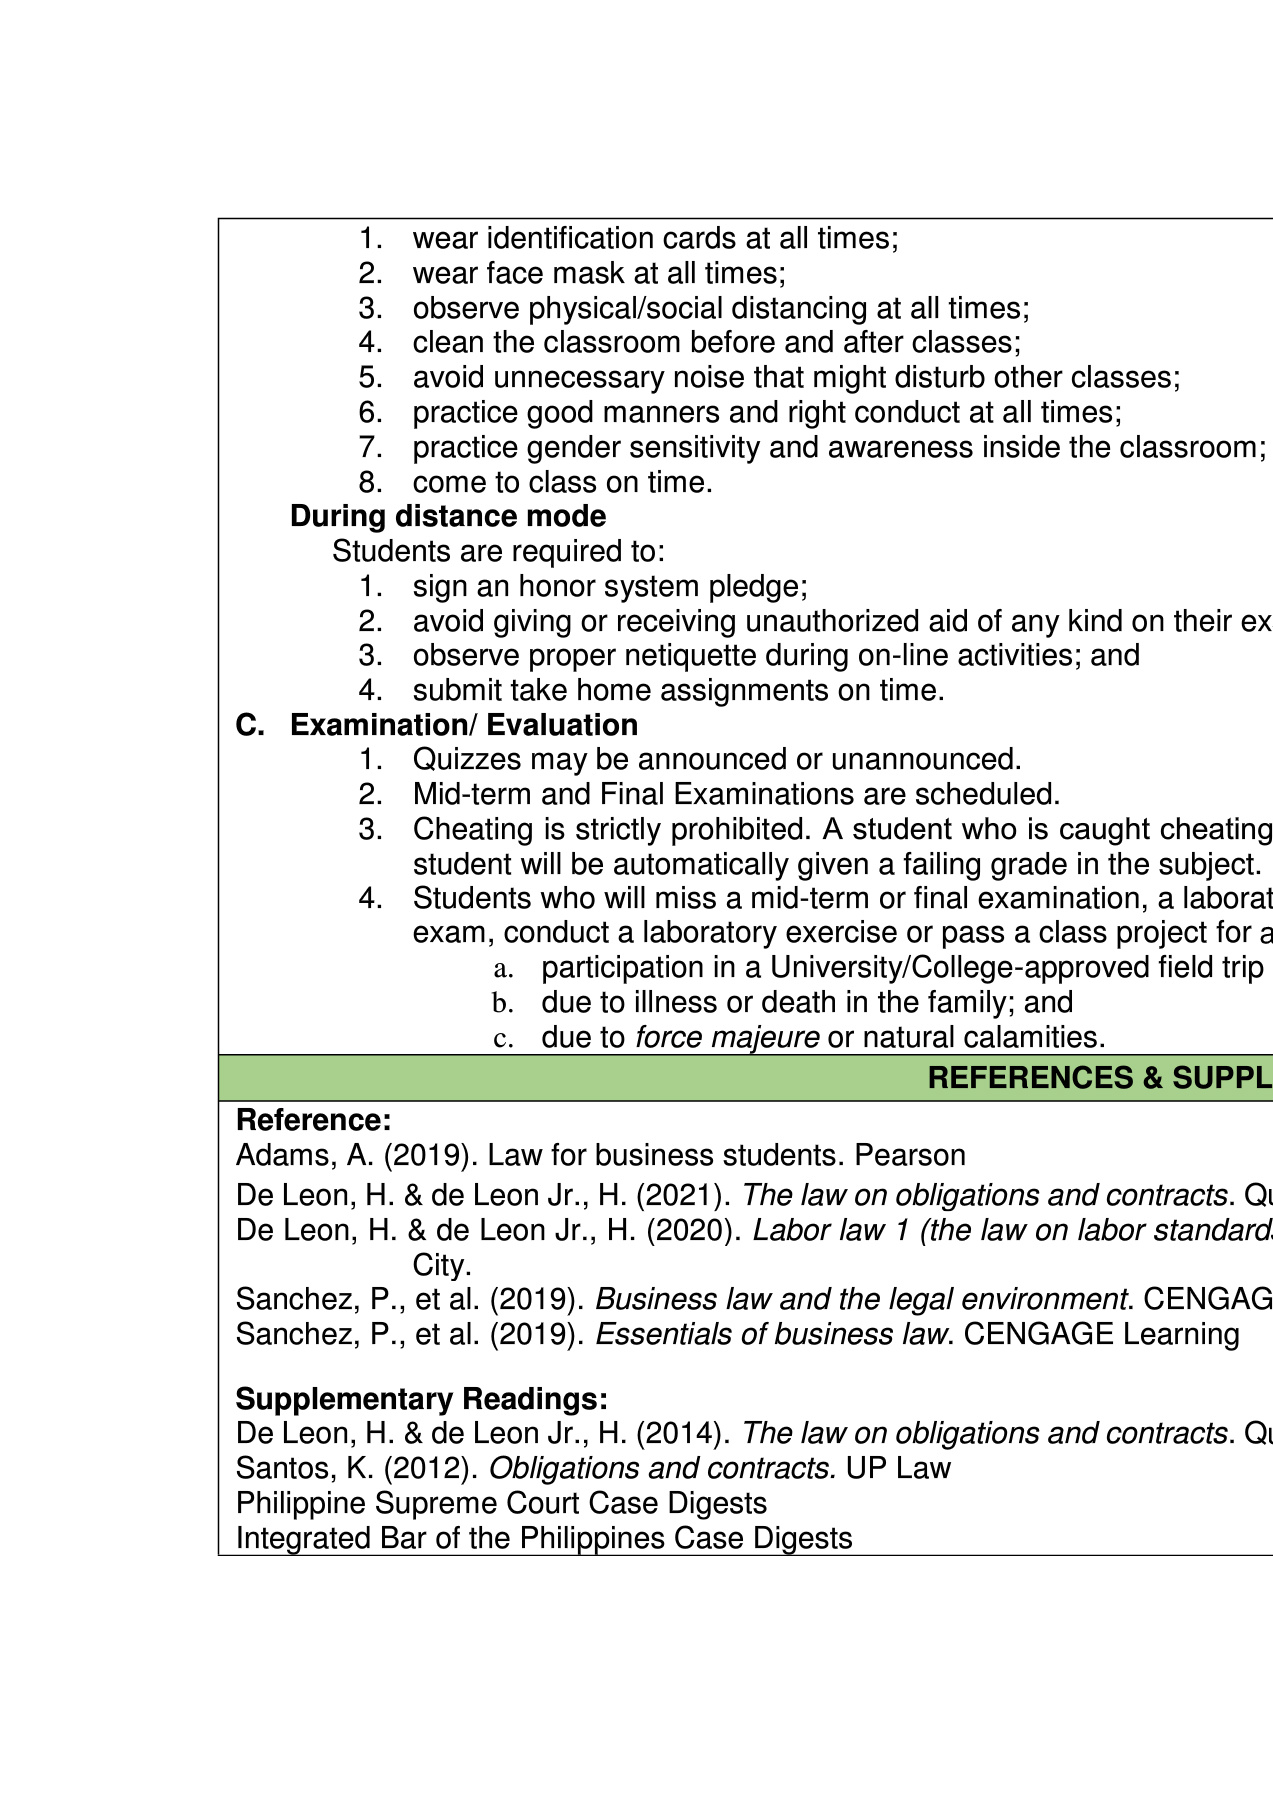 1. wear identification cards at all times;
2. wear face mask at all times;
3. observe physical/social distancing at all times;
4. clean the classroom before and after classes;
5. avoid unnecessary noise that might disturb other classes;
6. practice good manners and right conduct at all times;
7. practice gender sensitivity and awareness inside the classroom;
8. come to class on time.
During distance mode
Students are required to:
1. sign an honor system pledge;
2. avoid giving or receiving unauthorized aid of any kind on their
3. observe proper netiquette during on-line activities; and
4. submit take home assignments on time.
C. Examination/ Evaluation
1. Quizzes may be announced or unannounced.
2. Mid-term and Final Examinations are scheduled.
3. Cheating is strictly prohibited. A student who is caught cheating
student will be automatically given a failing grade in the subject.
4. Students who will miss a mid-term or final examination, a
exam, conduct a laboratory exercise or pass a class project for
a. participation in a University/College-approved field trip
b. due to illness or death in the family; and
c. due to force majeure or natural calamities.
REFERENCES &
Reference:
Adams, A. (2019). Law for business students. Pearson
De Leon, H. & de Leon Jr., H. (2021). The law on obligations and contracts.
De Leon, H. & de Leon Jr., H. (2020). Labor law 1 (the law on labor standards
City.
Sanchez, P., et al. (2019). Business law and the legal environment.
Sanchez, P., et al. (2019). Essentials of business law. CENGAGE Learning
Supplementary Readings:
De Leon, H. & de Leon Jr., H. (2014). The law on obligations and contracts.
Santos, K. (2012). Obligations and contracts. UP Law
Philippine Supreme Court Case Digests
Integrated Bar of the Philippines Case Digests